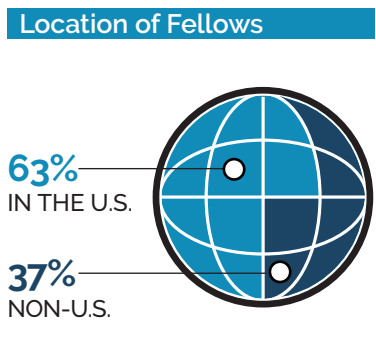 Location of Fellows
63%
IN THE U.S.
37%
NON-U.S.